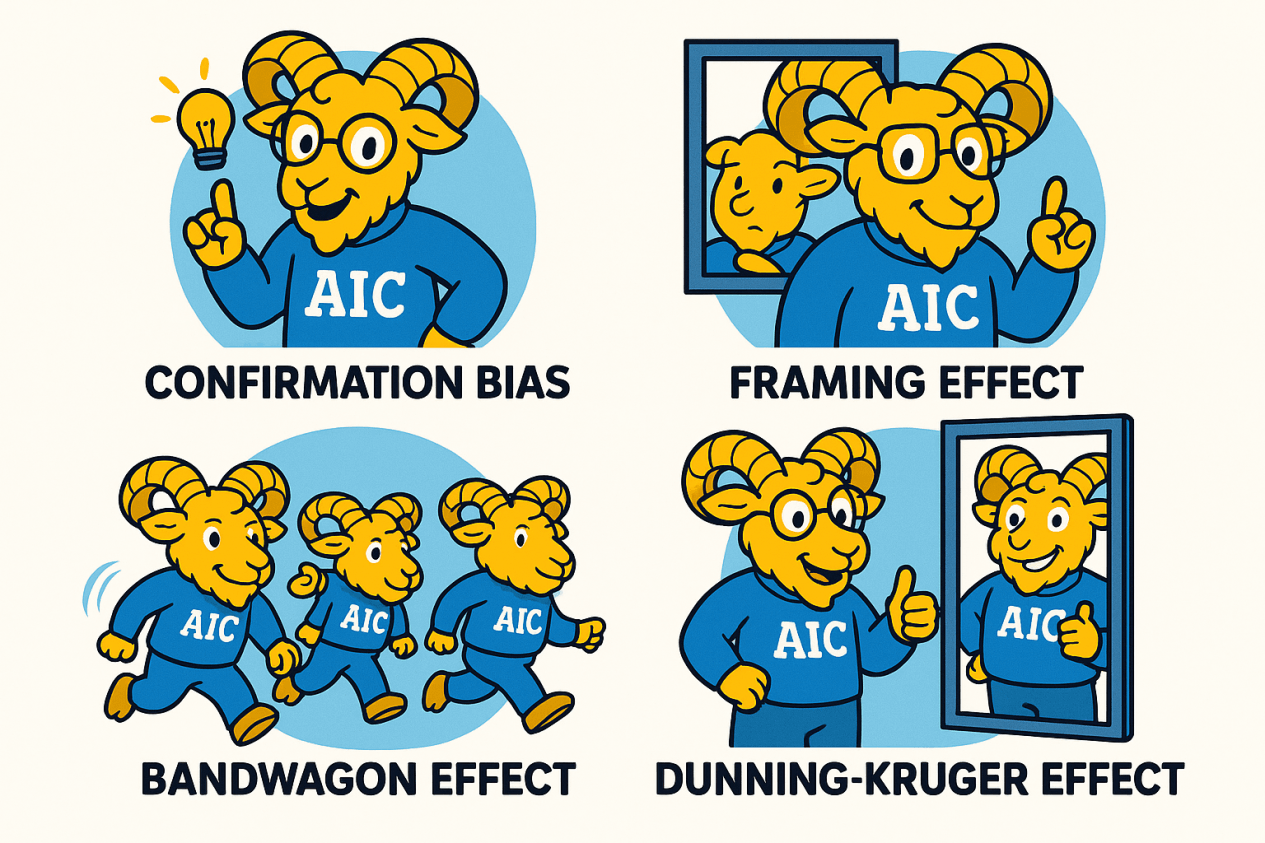 AIC
AIC
CONFIRMATION BIAS
FRAMING EFFECT
AIC
AIC
AIC
AIC
AIC
BANDWAGON EFFECT
DUNNING-KRUGER EFFECT